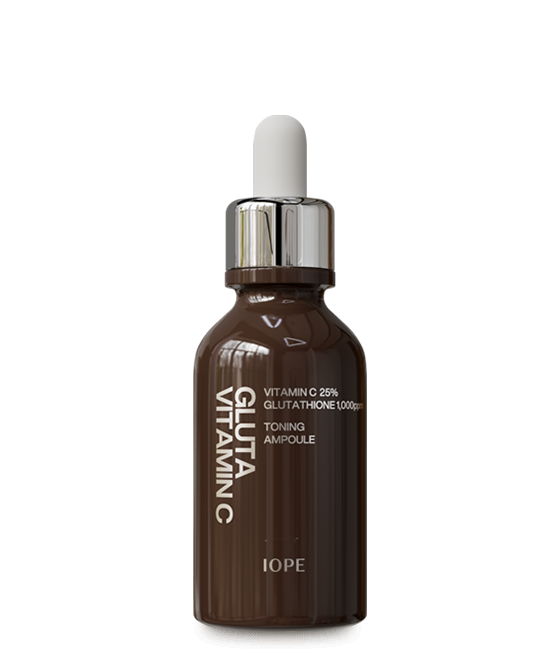 GLUTA
VITAMIN C
VITAMIN C 25%
GLUTATHIONE 1,000ppm
TONING
AMPOULE
IOPE